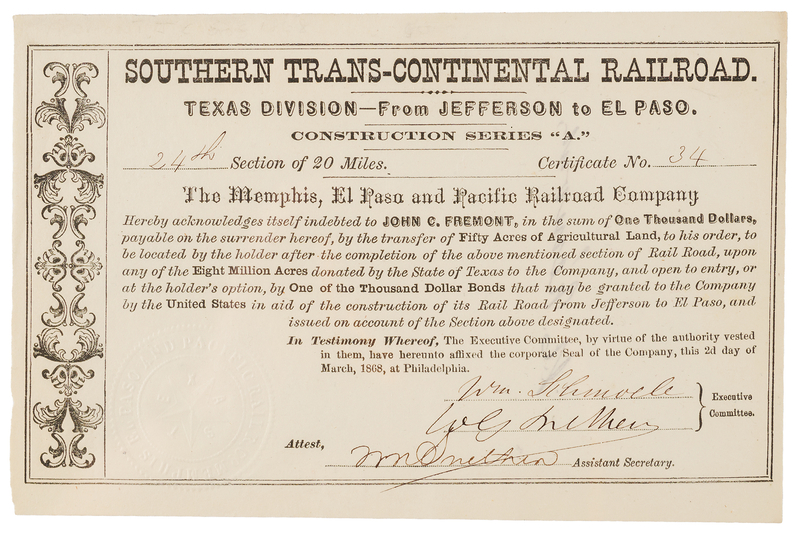 SOUTHERN TRANS-CONTINENTAL RAILROAD.
TEXAS DIVISION—From JEFFERSON to EL PASO.
CONSTRUCTION SERIES "A."
24th Section of 20 Miles. Certificate No. 34
The Memphis, El Paso and Pacific Railroad Company
Hereby acknowledges itself indebted to JOHN C. FREMONT, in the sum of One Thousand Dollars,
payable on the surrender hereof, by the transfer of Fifty Acres of Agricultural Land, to his order, to
be located by the holder after the completion of the above mentioned section of Rail Road, upon
any of the Eight Million Acres donated by the State of Texas to the Company, and open to entry, or
at the holder's option, by One of the Thousand Dollar Bonds that may be granted to the Company
by the United States in aid of the construction of its Rail Road from Jefferson to El Paso, and
issued on account of the Section above designated.
In Testimony Whereof, The Executive Committee, by virtue of the authority vested
in them, have hereunto affixed the corporate Seal of the Company, this 2d day of
March, 1868, at Philadelphia.
Wm. Schmoele
Executive
Committee.
Attest,
Assistant Secretary.